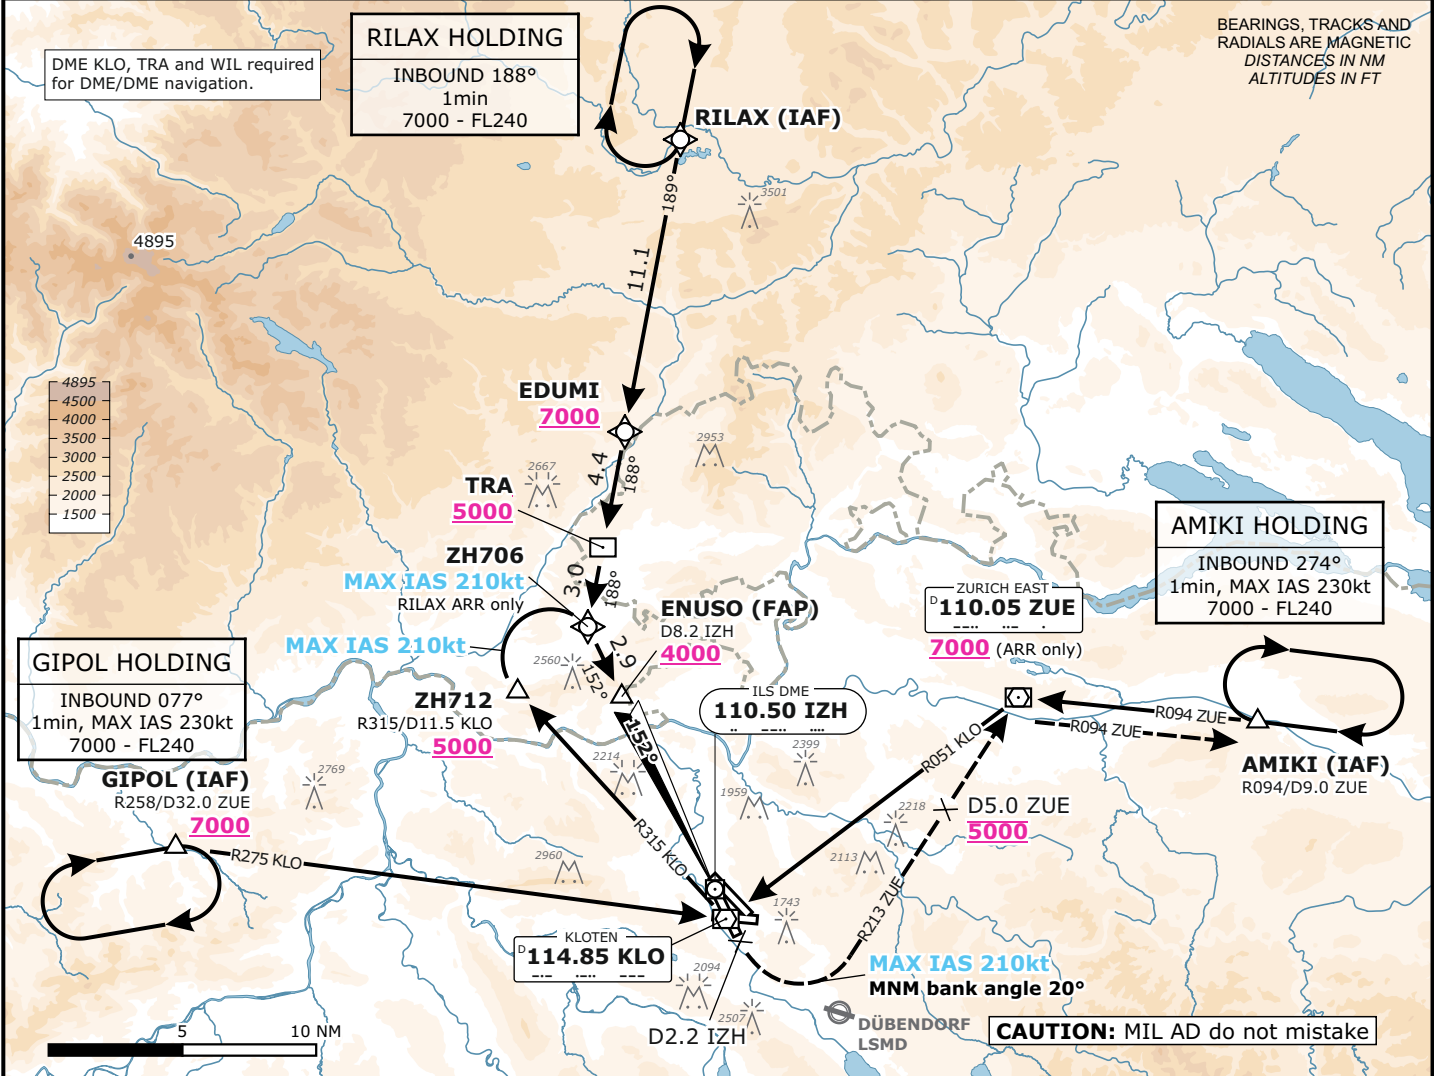 RILAX HOLDING
INBOUND 188°
1min
7000 - FL240
DME KLO, TRA and WIL required
for DME/DME navigation.
BEARINGS, TRACKS AND
RADIALS ARE MAGNETIC
DISTANCES IN NM
ALTITUDES IN FT
RILAX (IAF)
189°
3501
4895
11.1
EDUMI
7000
4895
4500
4000
3500
3000
2500
2000
1500
2953
4.4
188°
2667
TRA
5000
ZH706
MAX IAS 210kt
RILAX ARR only
3.0
188°
AMIKI HOLDING
INBOUND 274°
1min, MAX IAS 230kt
7000 - FL240
ZURICH EAST
D 110.05 ZUE
7000 (ARR only)
ENUSO (FAP)
D8.2 IZH
4000
MAX IAS 210kt
2.9
152°
2560
GIPOL HOLDING
INBOUND 077°
1min, MAX IAS 230kt
7000 - FL240
ZH712
R315/D11.5 KLO
5000
ILS DME
110.50 IZH
152°
R094 ZUE
R094 ZUE
R051 KLO
2399
2214
2769
GIPOL (IAF)
R258/D32.0 ZUE
7000
AMIKI (IAF)
R094/D9.0 ZUE
1959
2218
D5.0 ZUE
5000
R315 KLO
R275 KLO
2960
2113
1743
R213 ZUE
KLOTEN
D 114.85 KLO
2094
2507
D2.2 IZH
MAX IAS 210kt
MNM bank angle 20°
DÜBENDORF
LSMD
CAUTION: MIL AD do not mistake
5
10 NM